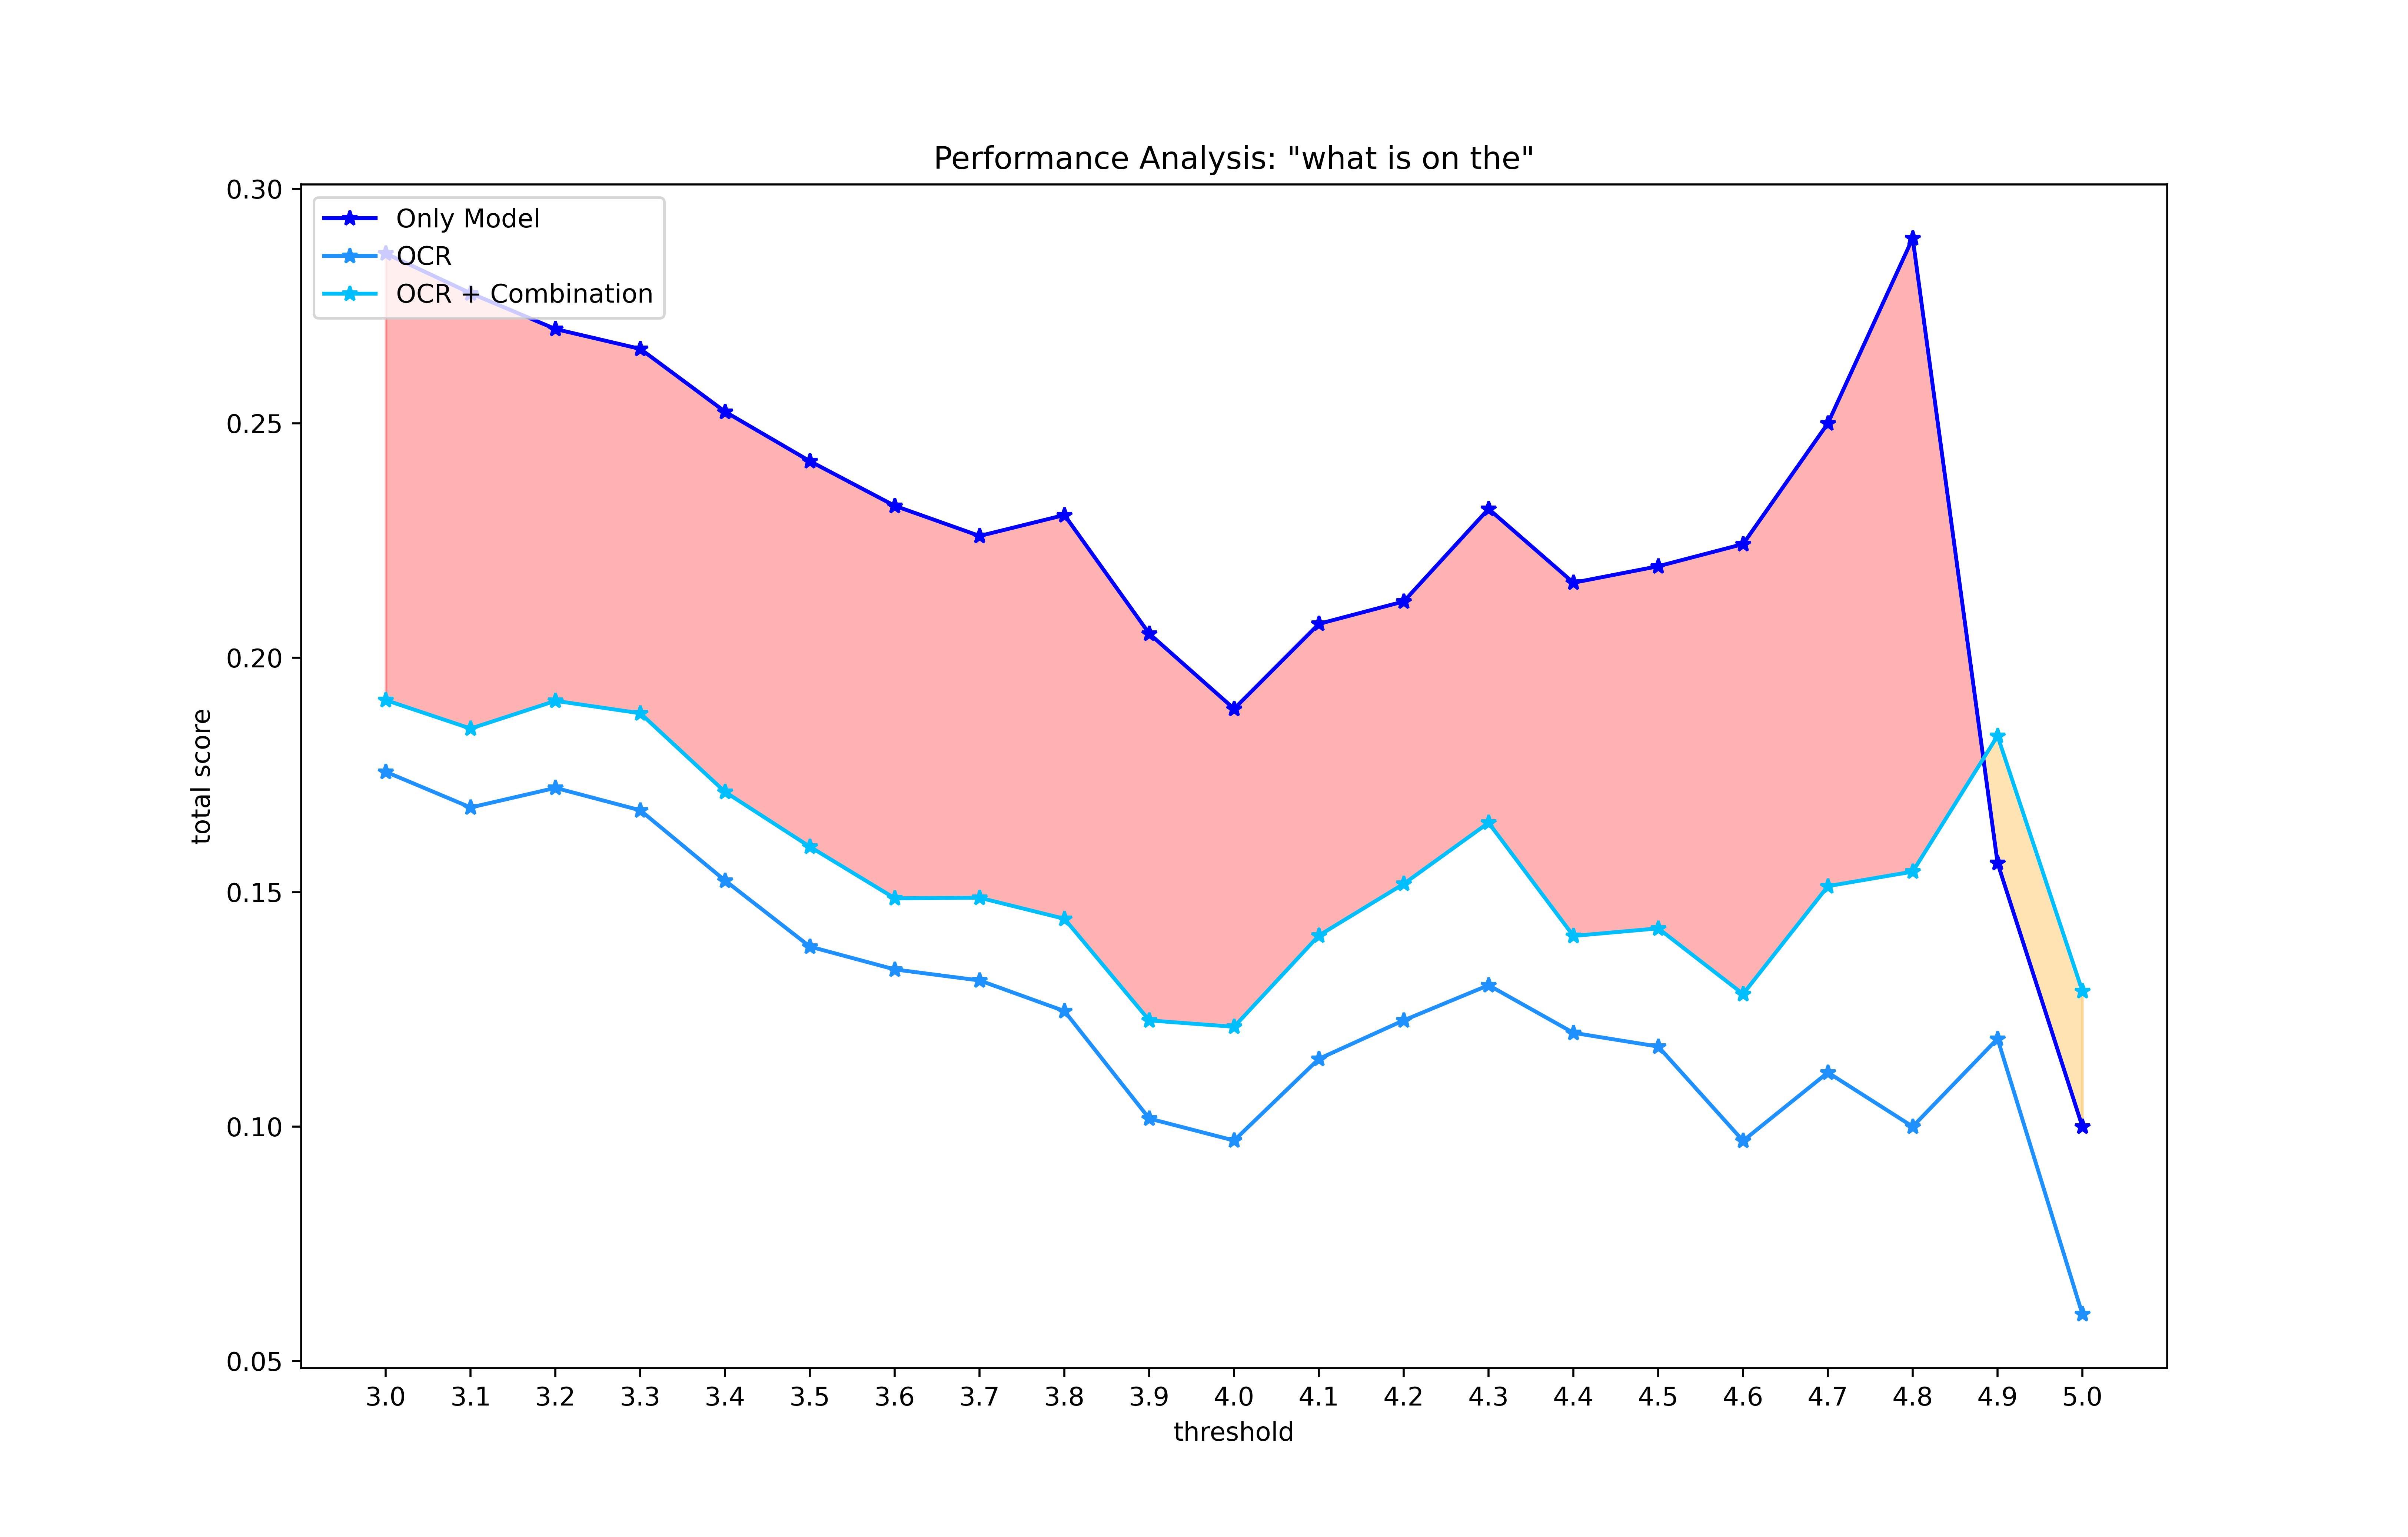 Performance Analysis: "what is on the"
Only Model
OCR
OCR + Combination
0.30
0.25
0.20
0.15
0.10
0.05
total score
3.0 3.1 3.2 3.3 3.4 3.5 3.6 3.7 3.8 3.9 4.0 4.1 4.2 4.3 4.4 4.5 4.6 4.7 4.8 4.9 5.0
threshold